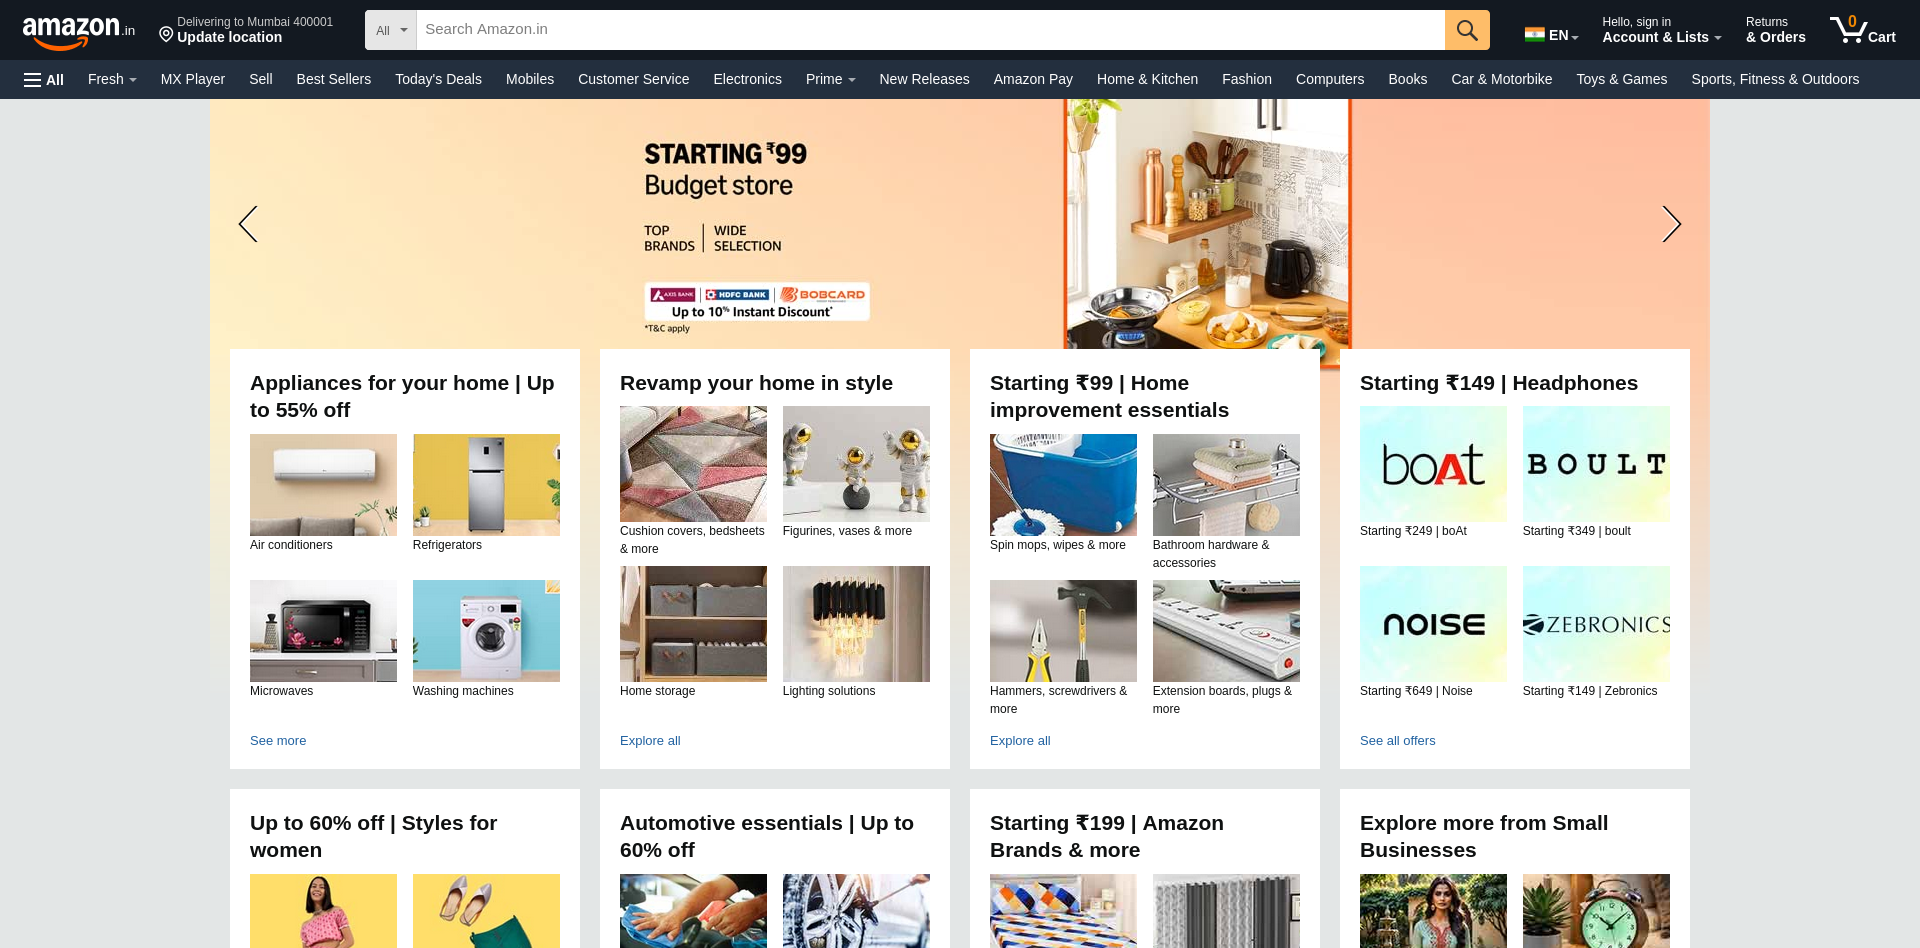 amazon.in
Delivering to Mumbai 400001
Update location
All
Search Amazon.in
EN
Hello, sign in
Account & Lists
Returns
& Orders
0
Cart
All
Fresh
MX Player
Sell
Best Sellers
Today's Deals
Mobiles
Customer Service
Electronics
Prime
New Releases
Amazon Pay
Home & Kitchen
Fashion
Computers
Books
Car & Motorbike
Toys & Games
Sports, Fitness & Outdoors
STARTING ₹99
Budget store
TOP
BRANDS
WIDE
SELECTION
AXIS BANK
HDFC BANK
BOBCARD
Up to 10% Instant Discount*
*T&C apply
Appliances for your home | Up
to 55% off
Air conditioners
Refrigerators
Microwaves
Washing machines
See more
Revamp your home in style
Cushion covers, bedsheets
& more
Figurines, vases & more
Home storage
Lighting solutions
Explore all
Starting ₹99 | Home
improvement essentials
Spin mops, wipes & more
Bathroom hardware &
accessories
Hammers, screwdrivers &
more
Extension boards, plugs &
more
Explore all
Starting ₹149 | Headphones
boAt
BOULT
Starting ₹249 | boAt
Starting ₹349 | boult
NOISE
ZEBRONICS
Starting ₹649 | Noise
Starting ₹149 | Zebronics
See all offers
Up to 60% off | Styles for
women
Automotive essentials | Up to
60% off
Starting ₹199 | Amazon
Brands & more
Explore more from Small
Businesses